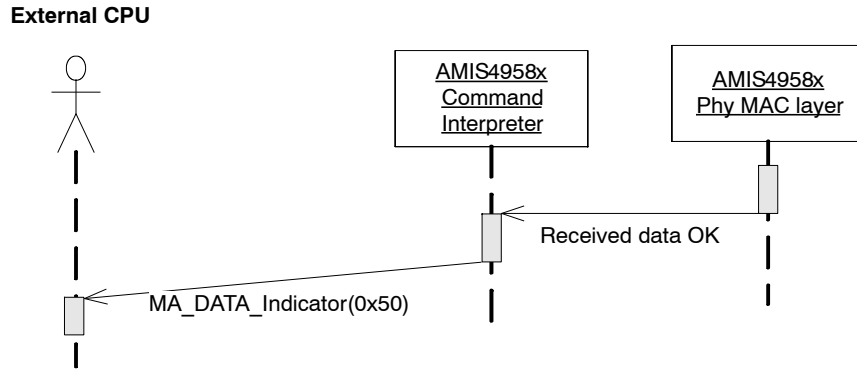 External CPU
AMIS4958x
Command
Interpreter
AMIS4958x
Phy MAC layer
Received data OK
MA_DATA_Indicator(0x50)